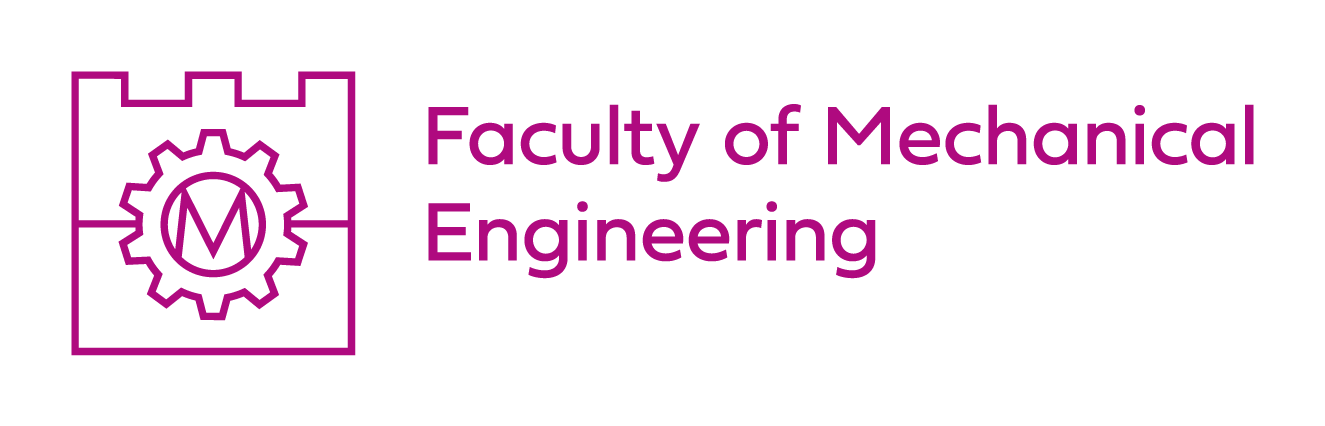 M
Faculty of Mechanical
Engineering